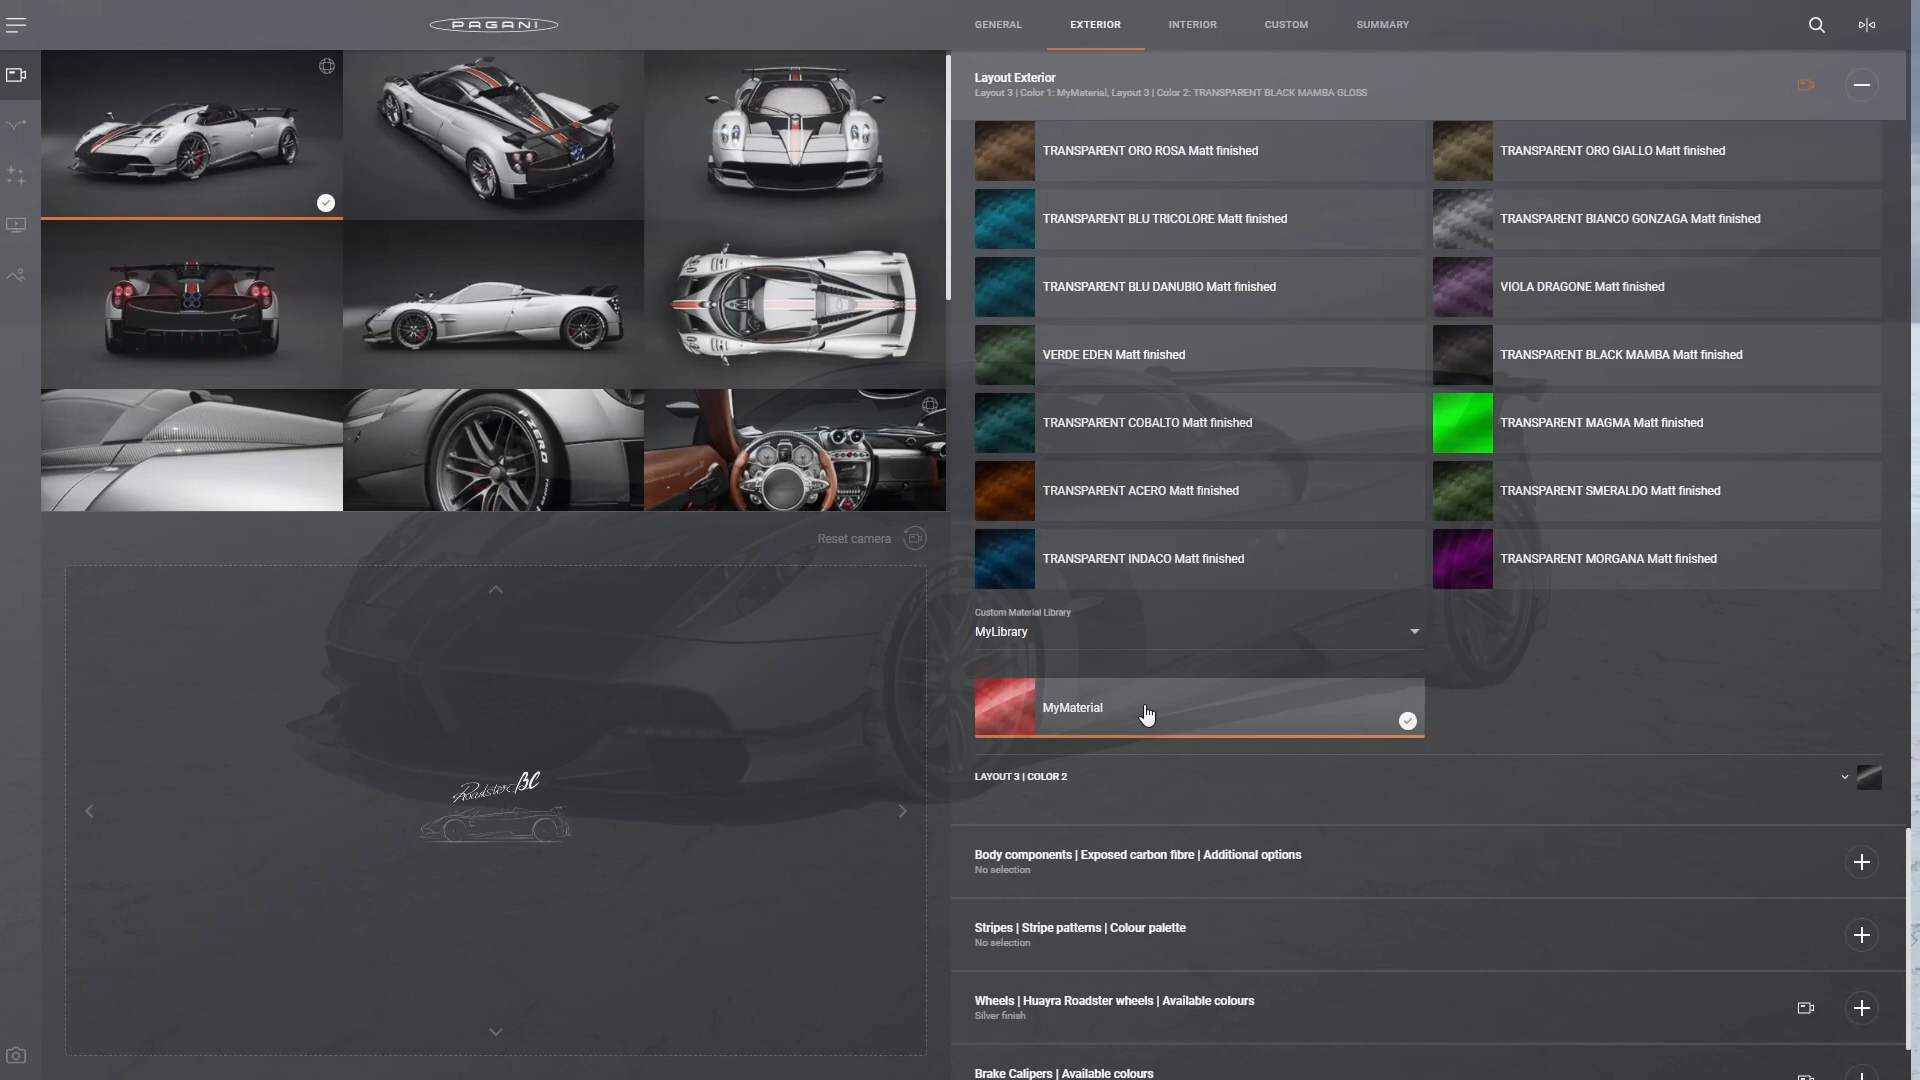 PAGANI
GENERAL
EXTERIOR
INTERIOR
CUSTOM
SUMMARY
Layout Exterior
Layout 3 | Color 1: MyMaterial, Layout 3 | Color 2: TRANSPARENT BLACK MAMBA GLOSS
TRANSPARENT ORO ROSA Matt finished
TRANSPARENT ORO GIALLO Matt finished
TRANSPARENT BLU TRICOLORE Matt finished
TRANSPARENT BIANCO GONZAGA Matt finished
TRANSPARENT BLU DANUBIO Matt finished
VIOLA DRAGONE Matt finished
VERDE EDEN Matt finished
TRANSPARENT BLACK MAMBA Matt finished
TRANSPARENT COBALTO Matt finished
TRANSPARENT MAGMA Matt finished
TRANSPARENT ACERO Matt finished
TRANSPARENT SMERALDO Matt finished
TRANSPARENT INDACO Matt finished
TRANSPARENT MORGANA Matt finished
Custom Material Library
MyLibrary
MyMaterial
LAYOUT 3 | COLOR 2
Body components | Exposed carbon fibre | Additional options
No selection
Stripes | Stripe patterns | Colour palette
No selection
Wheels | Huayra Roadster wheels | Available colours
Silver finish
Brake Calipers | Available colours
PZERO
Reset camera
Roadster BC